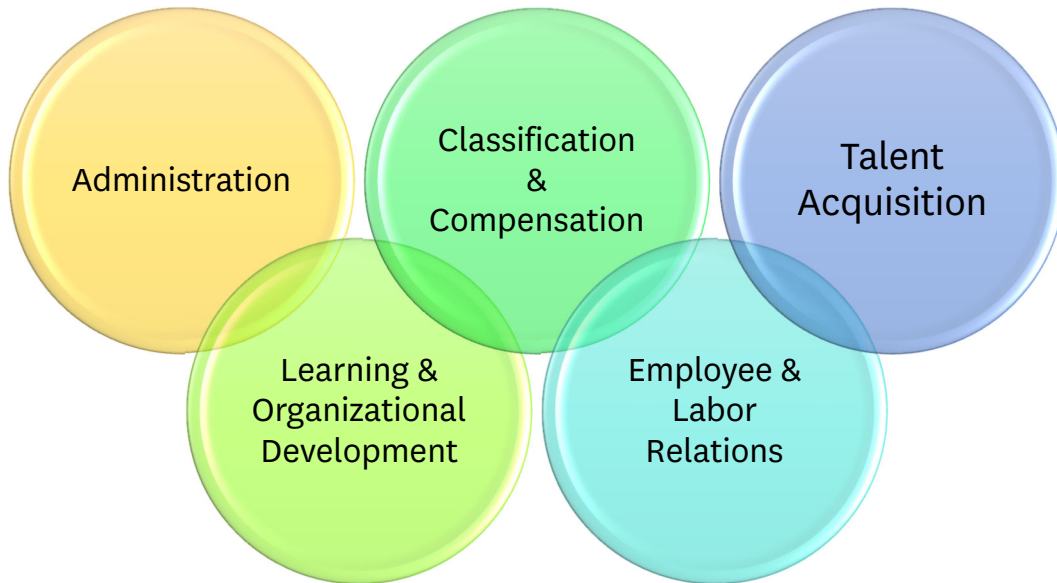 Administration
Classification
&
Compensation
Talent
Acquisition
Learning &
Organizational
Development
Employee &
Labor
Relations